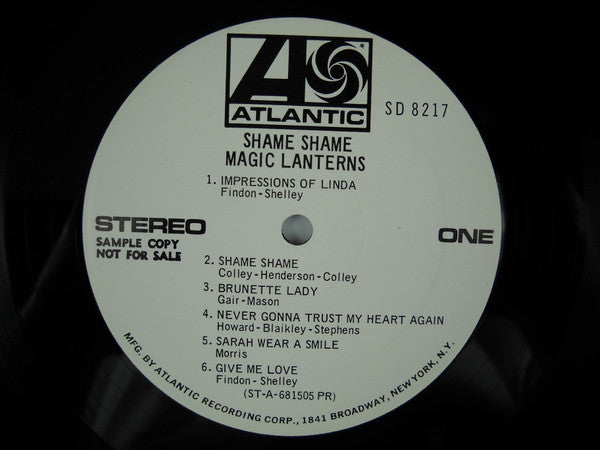 ATLANTIC
SD 8217
SHAME SHAME
MAGIC LANTERNS
1. IMPRESSIONS OF LINDA
Findon-Shelley
STEREO
SAMPLE COPY
NOT FOR SALE
ONE
2. SHAME SHAME
Colley-Henderson-Colley
3. BRUNETTE LADY
Gair-Mason
4. NEVER GONNA TRUST MY HEART AGAIN
Howard-Blaikley-Stephens
5. SARAH WEAR A SMILE
Morris
6. GIVE ME LOVE
Findon-Shelley
(ST-A-681505 PR)
MFG. BY ATLANTIC RECORDING CORP., 1841 BROADWAY, NEW YORK, N.Y.